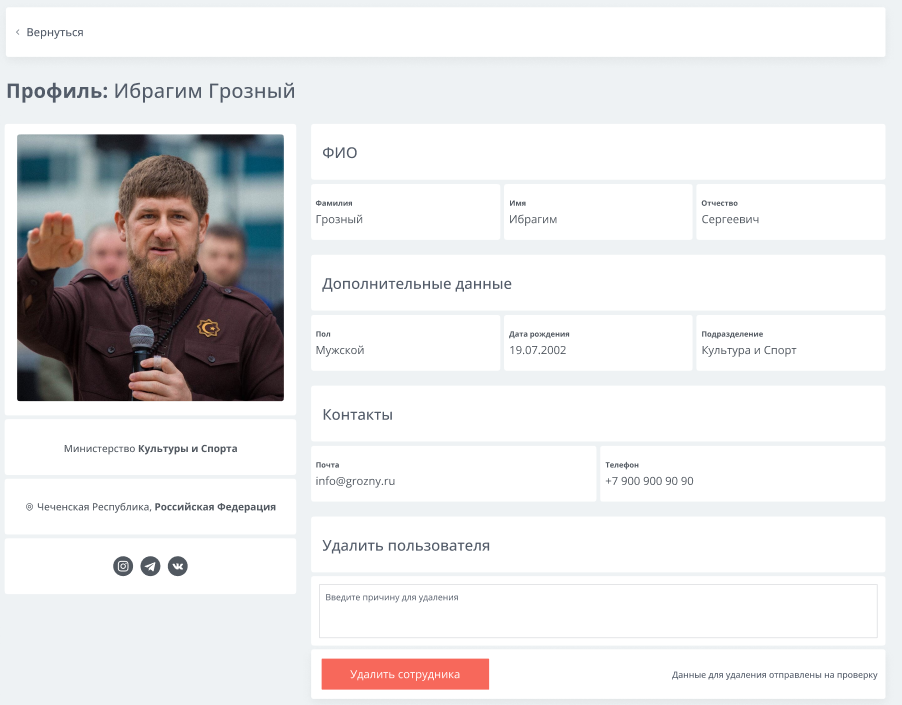 Вернуться
Профиль: Ибрагим Грозный
ФИО
Фамилия
Грозный
Имя
Ибрагим
Отчество
Сергеевич
Дополнительные данные
Пол
Мужской
Дата рождения
19.07.2002
Подразделение
Культура и Спорт
Министерство Культуры и Спорта
Чеченская Республика, Российская Федерация
Контакты
Почта
info@grozny.ru
Телефон
+7 900 900 90 90
Удалить пользователя
Введите причину для удаления
Удалить сотрудника
Данные для удаления отправлены на проверку